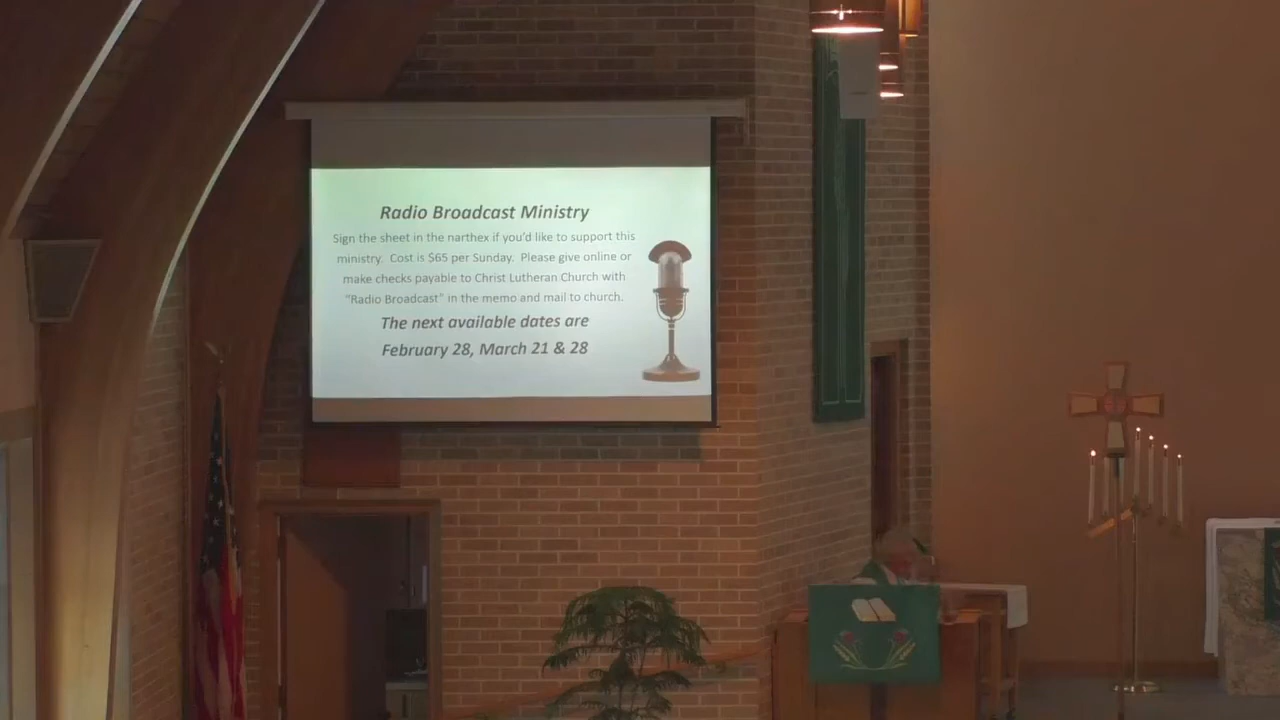 Radio Broadcast Ministry
Sign the sheet in the narthex if you'd like to support this
ministry.  Cost is $65 per Sunday.  Please give online or
make checks payable to Christ Lutheran Church with
"Radio Broadcast" in the memo and mail to church.
The next available dates are
February 28, March 21 & 28